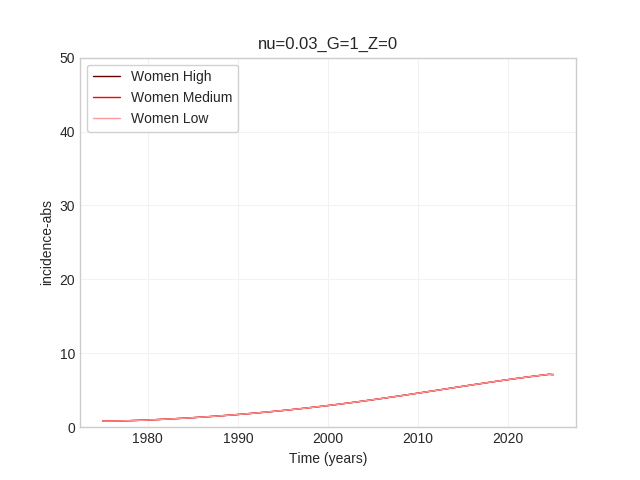 nu=0.03_G=1_Z=0
Women High
Women Medium
Women Low
50
40
30
20
10
0
incidence-abs
1980 1990 2000 2010 2020
Time (years)